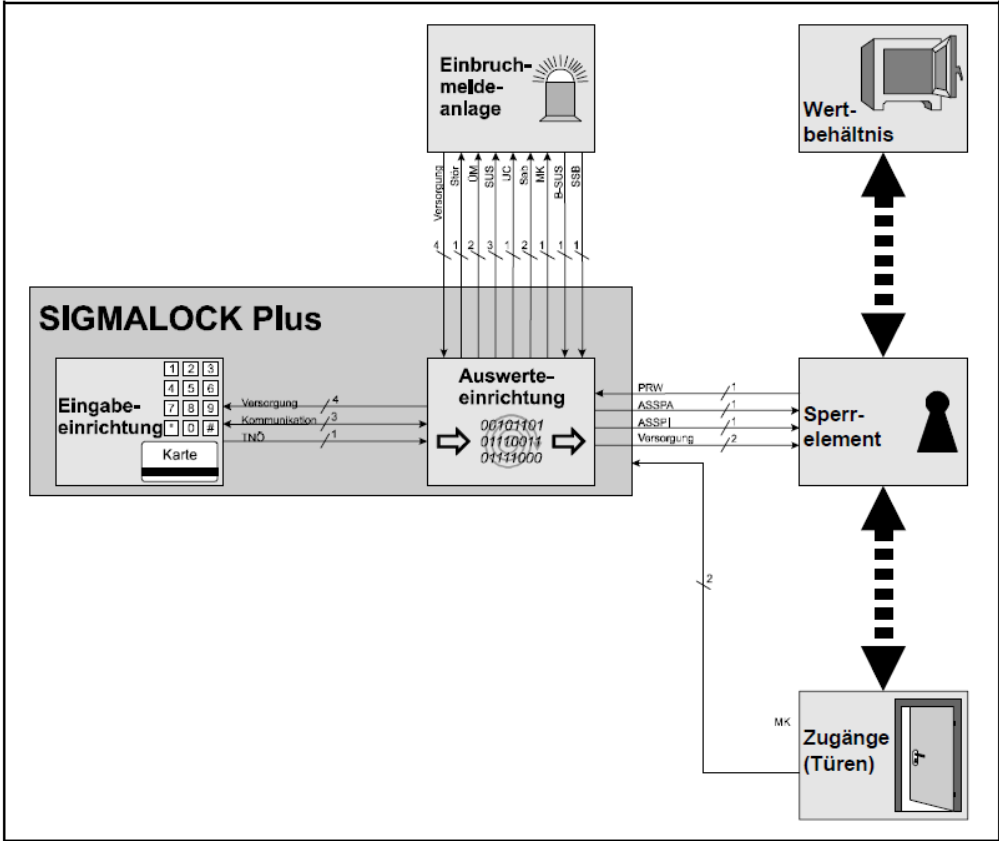 Einbruch-
melde-
anlage
Wert-
behältnis
Versorgung
Stör
ÜM
SUS
UC
Sab
MK
B-SUS
SSB
4
1
2
3
1
2
1
1
1
SIGMALOCK Plus
Eingabe-
einrichtung
1 2 3
4 5 6
7 8 9
* 0 #
Karte
Versorgung 4
Kommunikation 3
TNÖ 1
Auswerte-
einrichtung
00101101
01110011
01111000
PRW 1
ASSPA 1
ASSPI 1
Versorgung 2
Sperr-
element
2
MK
Zugänge
(Türen)